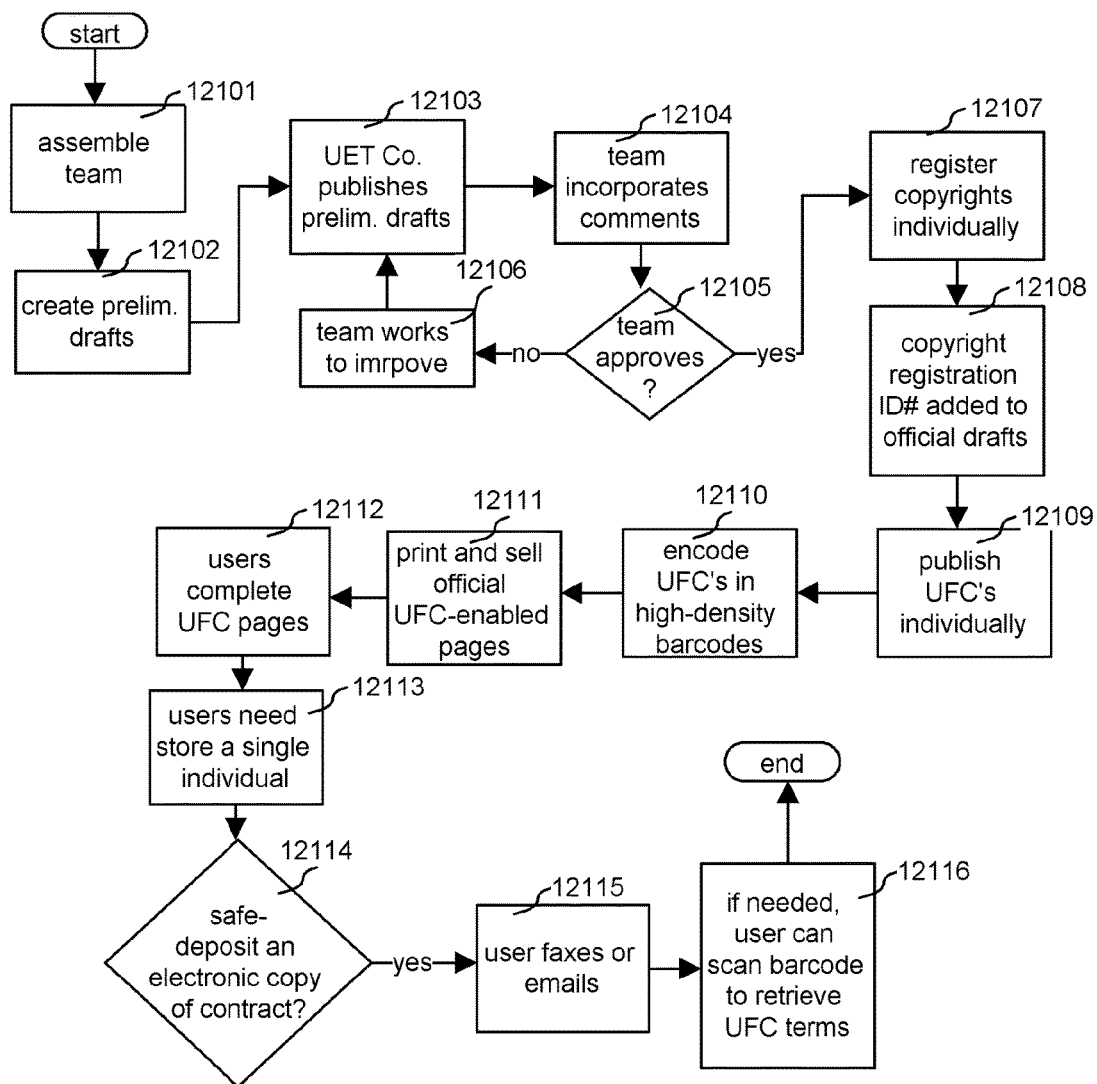 start
12101
assemble
team
12102
create prelim.
drafts
12103
UET Co.
publishes
prelim. drafts
12104
team
incorporates
comments
12105
team
approves
?
no
12106
team works
to imrpove
yes
12107
register
copyrights
individually
12108
copyright
registration
ID# added to
official drafts
12109
publish
UFC's
individually
12110
encode
UFC's in
high-density
barcodes
12111
print and sell
official
UFC-enabled
pages
12112
users
complete
UFC pages
12113
users need
store a single
individual
12114
safe-
deposit an
electronic copy
of contract?
yes
12115
user faxes or
emails
12116
if needed,
user can
scan barcode
to retrieve
UFC terms
end